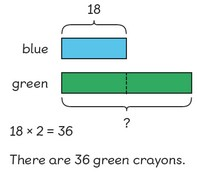 18
blue
green
?
18 × 2 = 36
There are 36 green crayons.